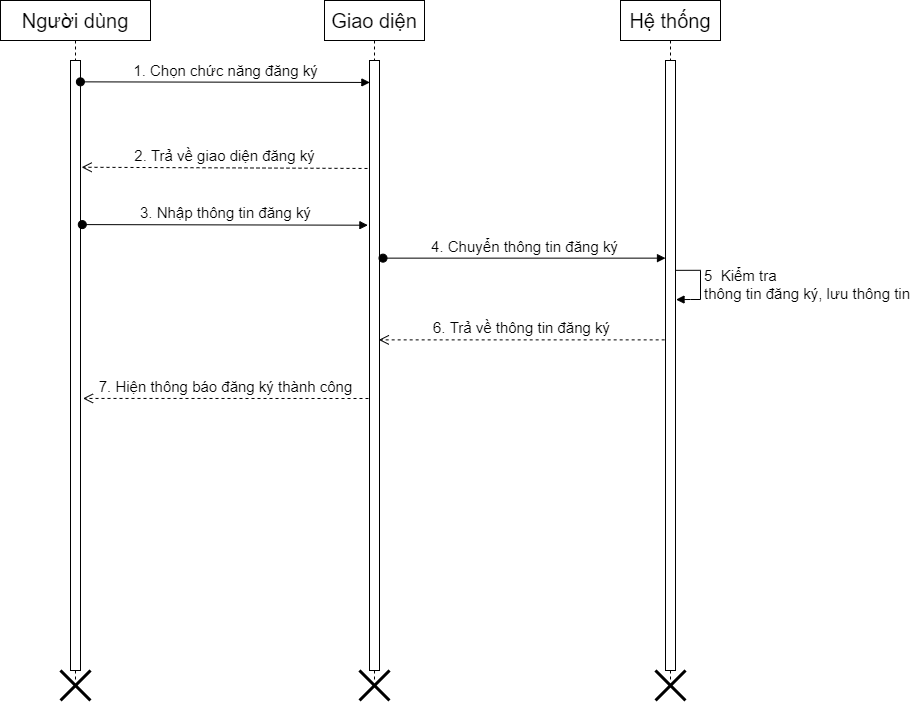 Người dùng
Giao diện
Hệ thống
1. Chọn chức năng đăng ký
2. Trả về giao diện đăng ký
3. Nhập thông tin đăng ký
4. Chuyển thông tin đăng ký
5 Kiểm tra
thông tin đăng ký, lưu thông tin
6. Trả về thông tin đăng ký
7. Hiện thông báo đăng ký thành công